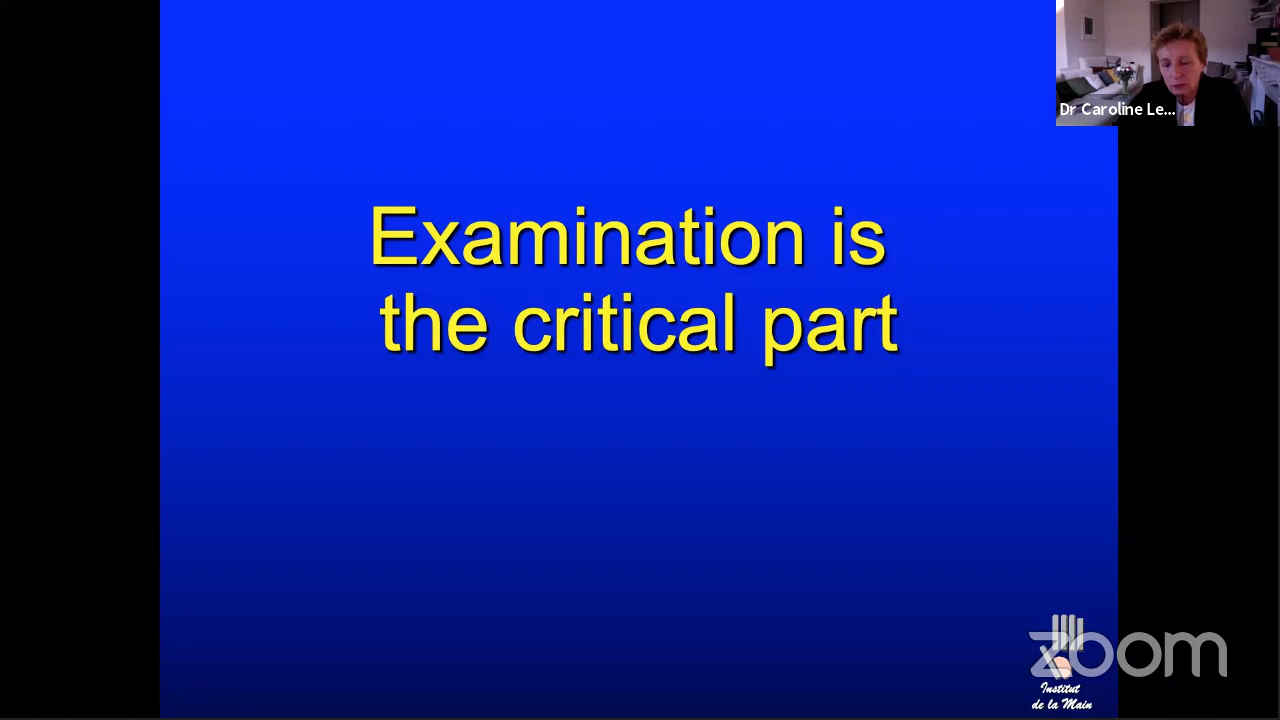 Dr Caroline Le...
Examination is
the critical part
zoom
Institut
de la Main